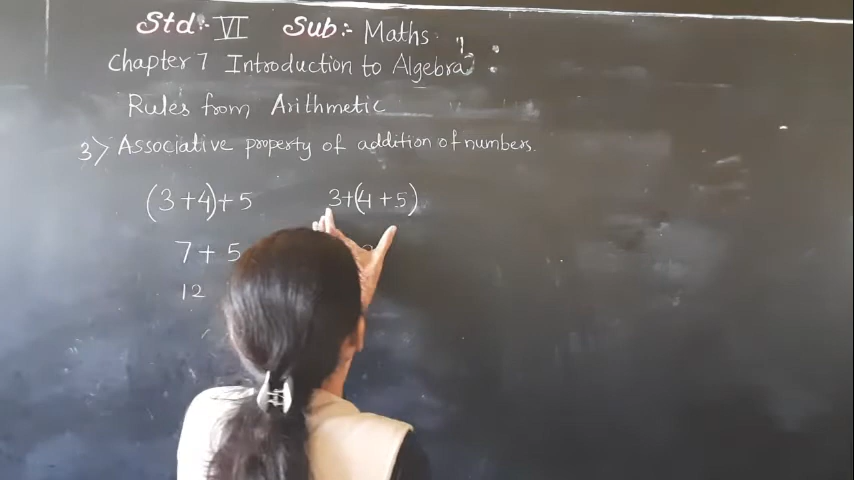 Std:- VI Sub:- Maths
Chapter 7 Introduction to Algebra
Rules from Arithmetic
3) Associative property of addition of numbers.
(3+4)+5 3+(4+5)
7+5
12